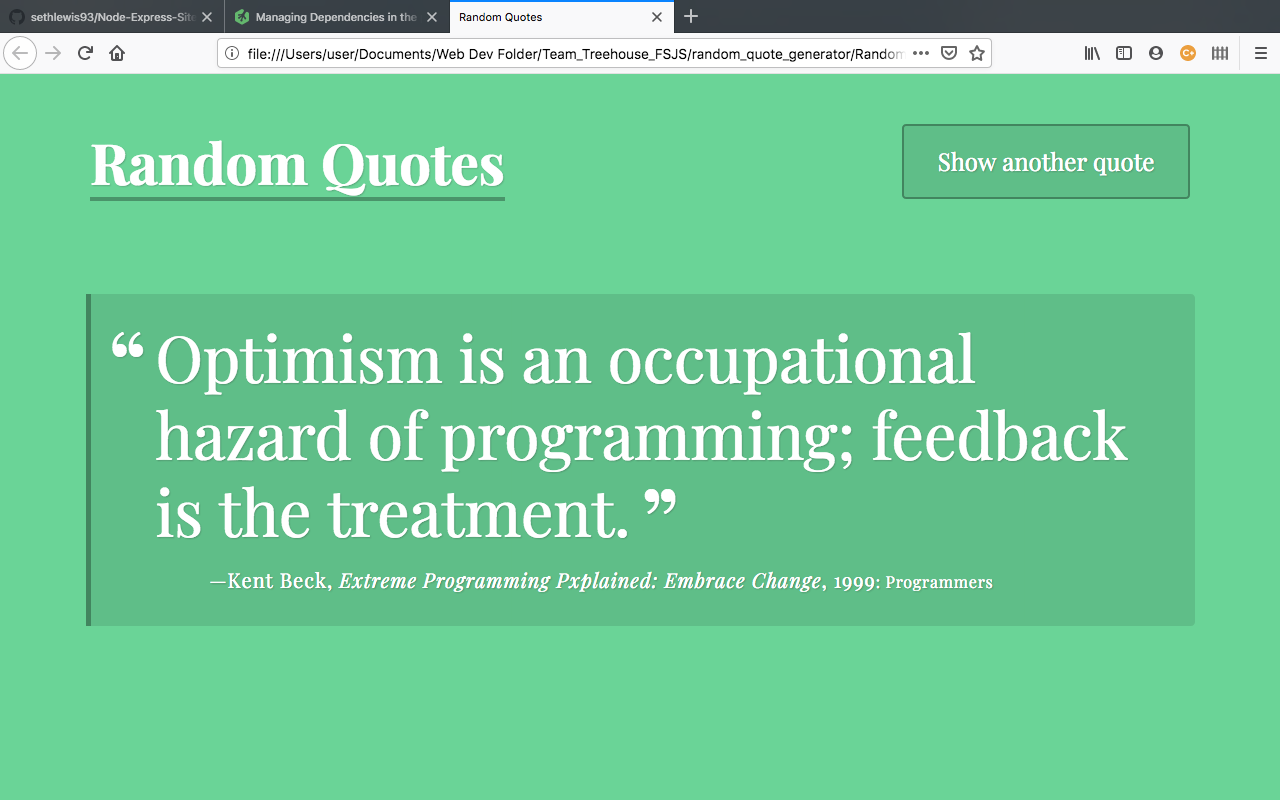 sethlewis93/Node-Express-Site
Managing Dependencies in the
Random Quotes
file:///Users/user/Documents/Web Dev Folder/Team_Treehouse_FSJS/random_quote_generator/Random
Random Quotes
Show another quote
“ Optimism is an occupational
hazard of programming; feedback
is the treatment. ”
—Kent Beck, Extreme Programming Pxplained: Embrace Change, 1999: Programmers